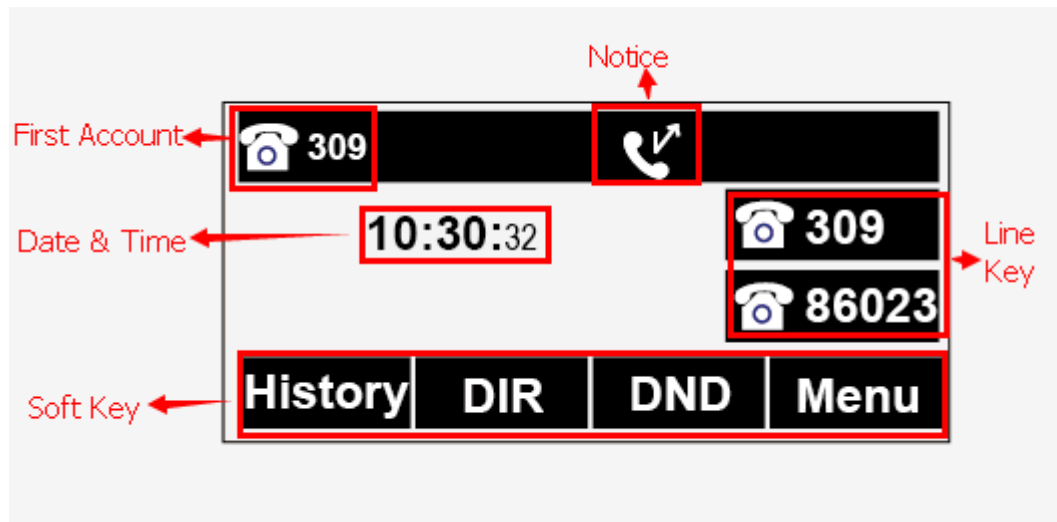 Notice
First Account
309
Date & Time
10:30:32
309
86023
Line
Key
Soft Key
History DIR DND Menu